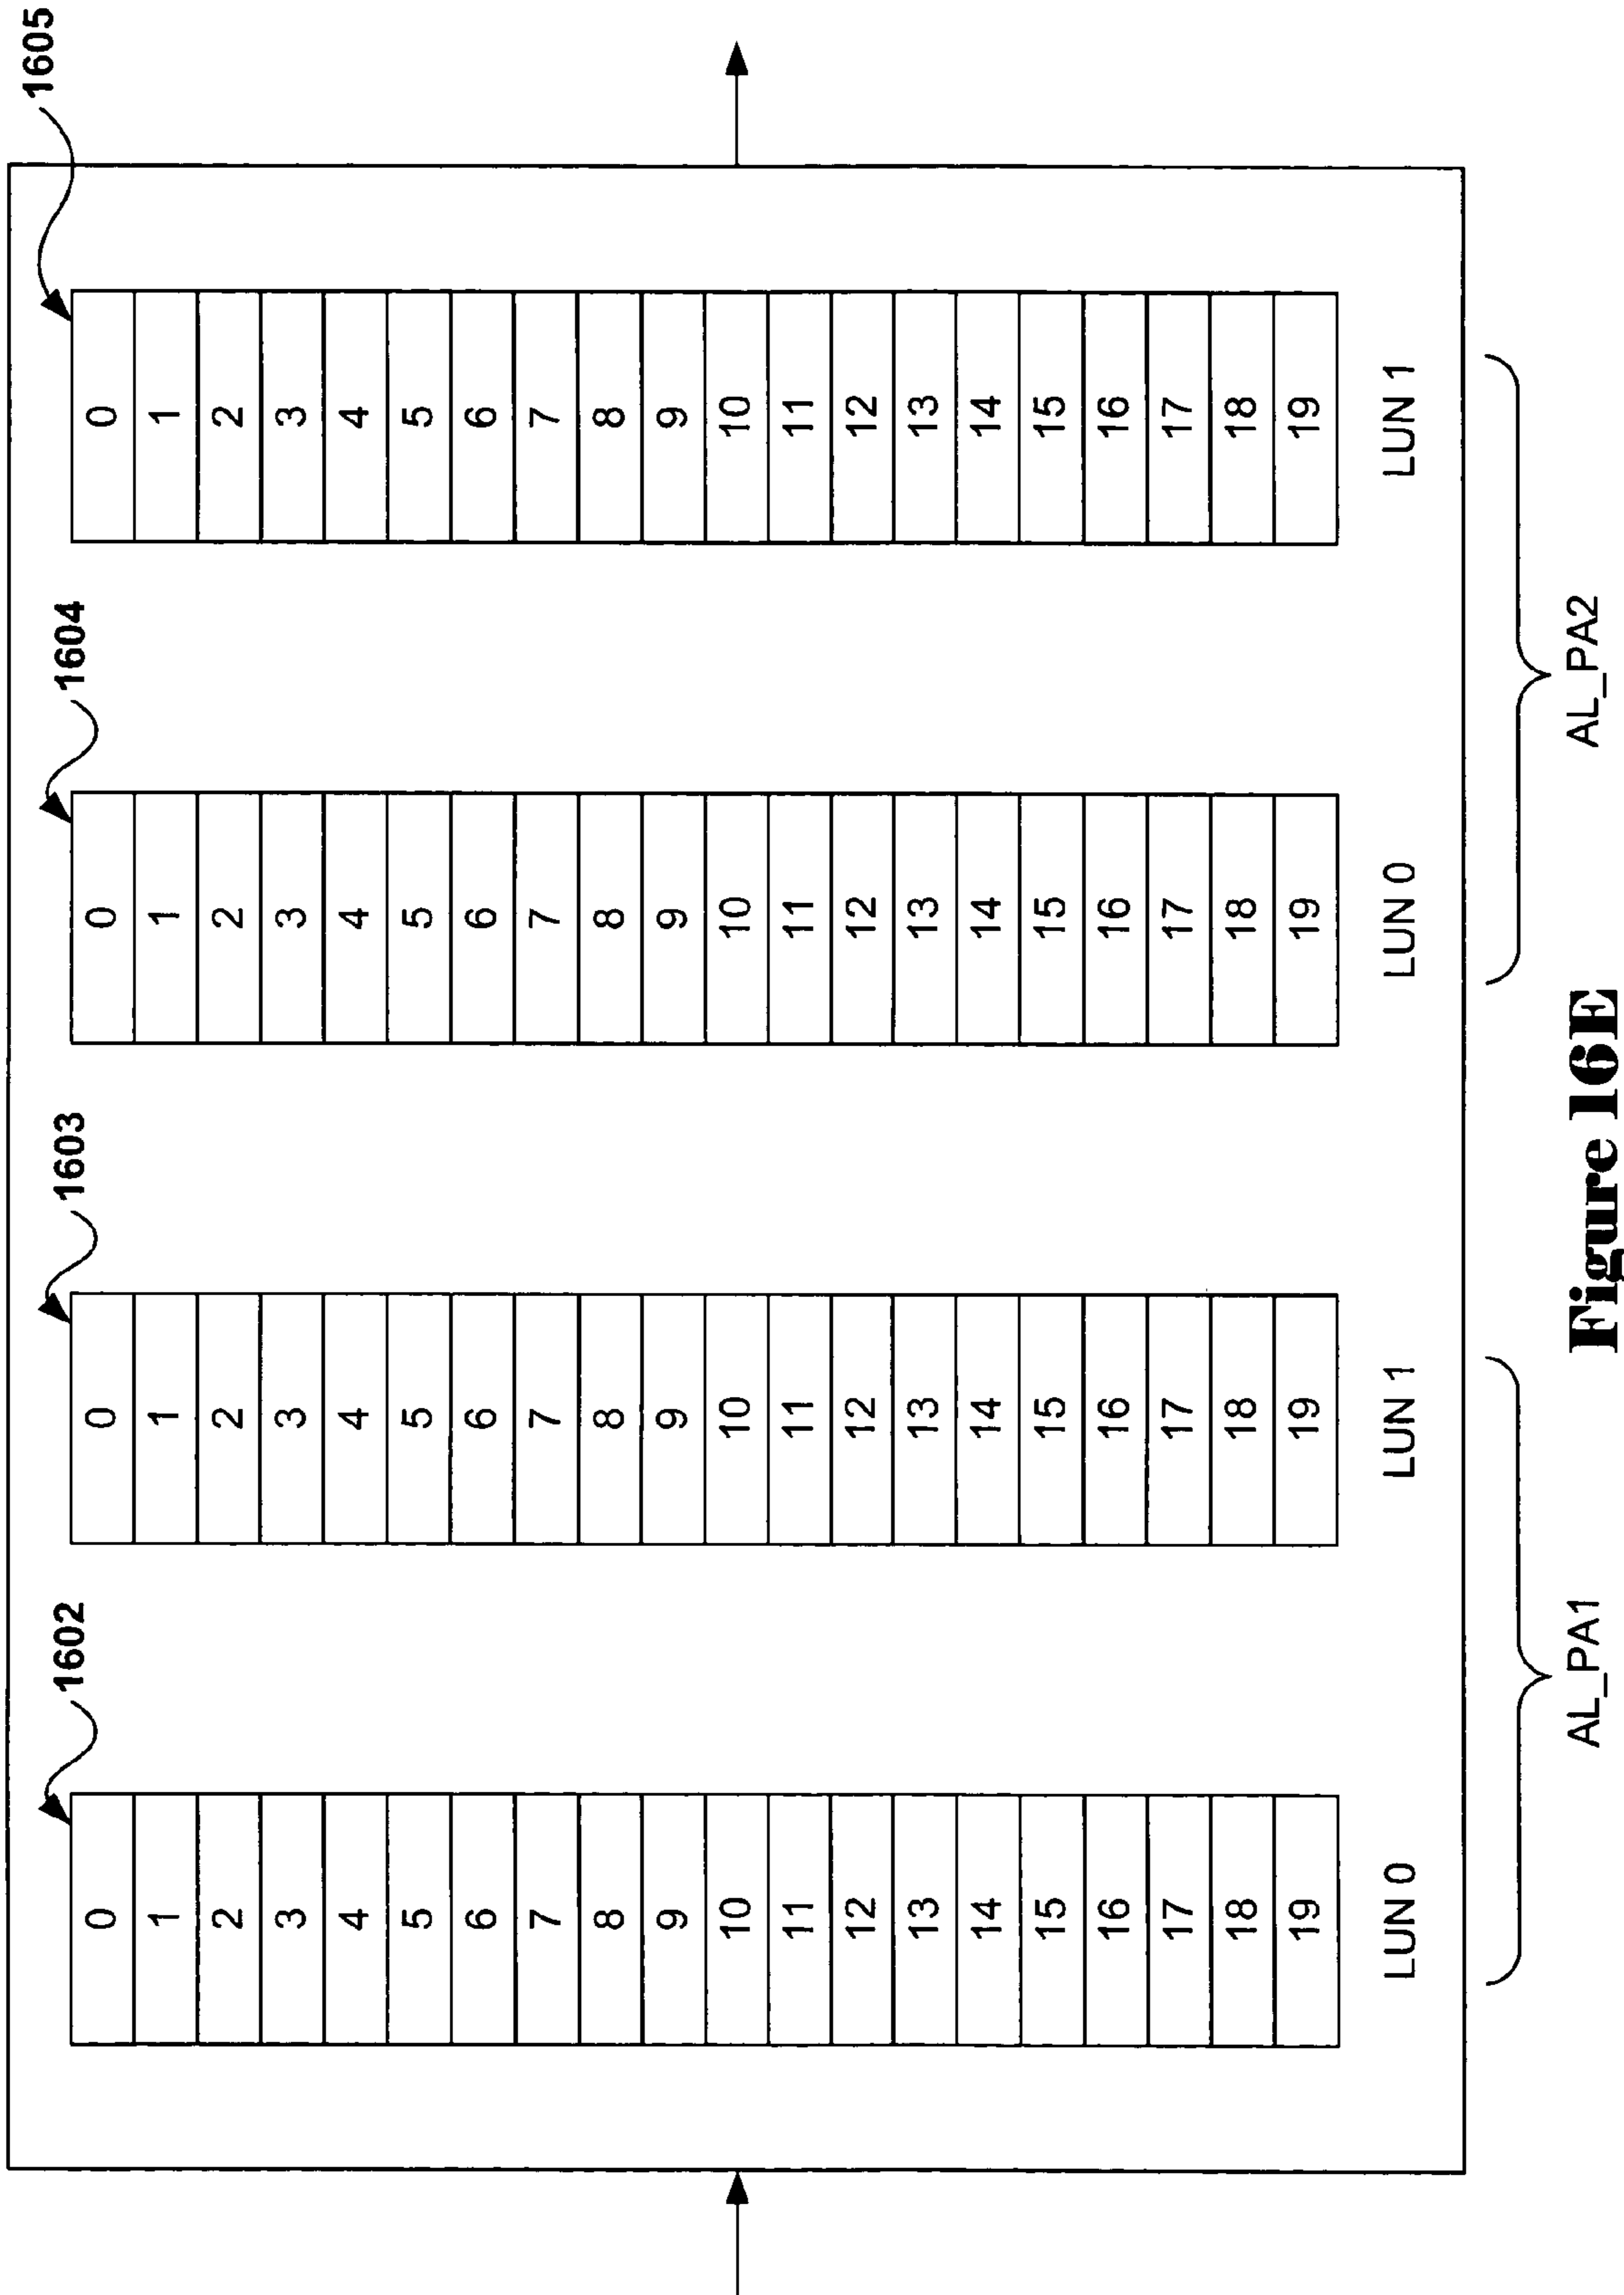 1605
1602 1603 1604
0 0 0 0
1 1 1 1
2 2 2 2
3 3 3 3
4 4 4 4
5 5 5 5
6 6 6 6
7 7 7 7
8 8 8 8
9 9 9 9
10 10 10 10
11 11 11 11
12 12 12 12
13 13 13 13
14 14 14 14
15 15 15 15
16 16 16 16
17 17 17 17
18 18 18 18
19 19 19 19
LUN 0 LUN 1 LUN 0 LUN 1
AL_PA1 AL_PA2
Figure 16E